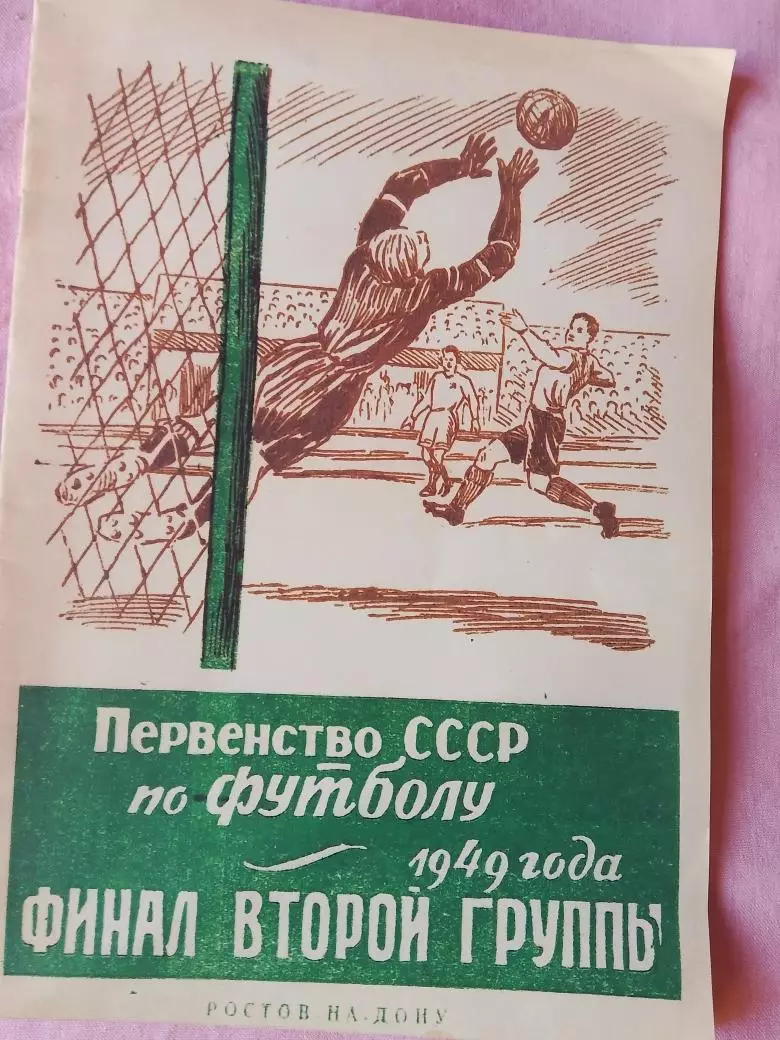 Первенство СССР
по футболу
1949 года
ФИНАЛ ВТОРОЙ ГРУППЫ
РОСТОВ-НА-ДОНУ